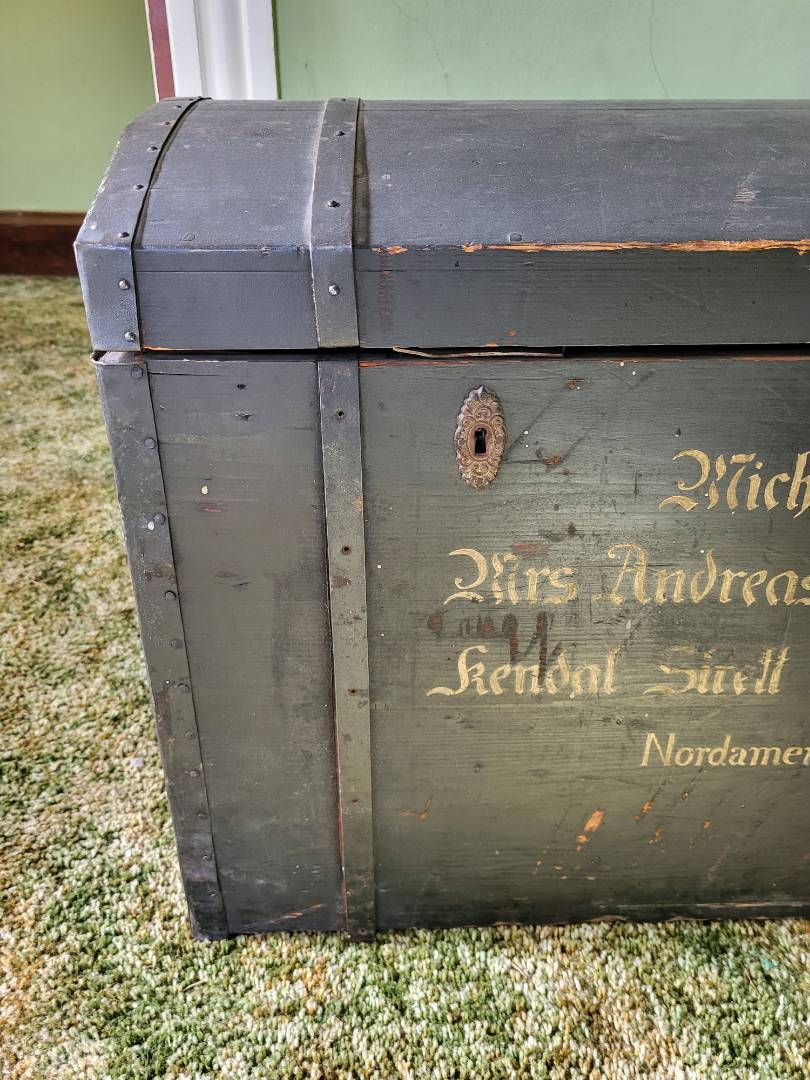 Mich
Mrs Andreas
Kendal Strett
Nordamer